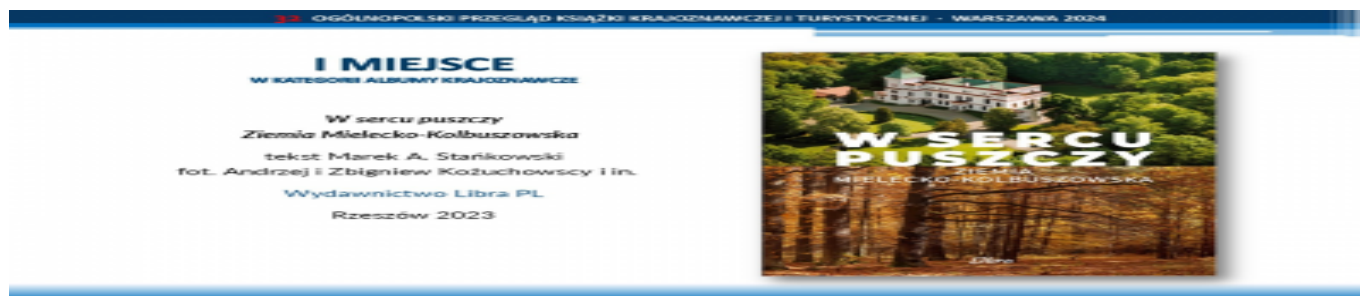 32 OGÓLNOPOLSKI PRZEGLĄD KSIĄŻKI KRAJOZNAWCZEJ I TURYSTYCZNEJ - WARSZAWA 2024
I MIEJSCE
W KATEGORII ALBUMY KRAJOZNAWCZE
W sercu puszczy
Ziemia Mielecko-Kolbuszowska
tekst Marek A. Stańkowski
fot. Andrzej i Zbigniew Kożuchowscy i in.
Wydawnictwo Libra PL
Rzeszów 2023
W SERCU
PUSZCZY
ZIEMIA
MIELECKO-KOLBUSZOWSKA
Libra